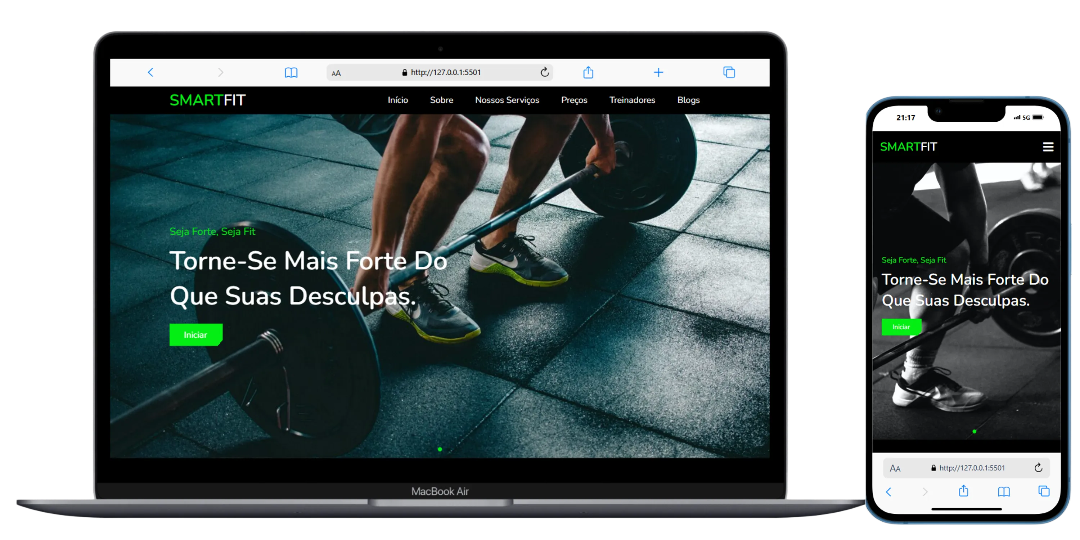 AA http://127.0.0.1:5501
SMARTFIT Início Sobre Nossos Serviços Preços Treinadores Blogs
Seja Forte, Seja Fit
Torne-Se Mais Forte Do
Que Suas Desculpas.
Iniciar
MacBook Air
21:17 5G
SMARTFIT
Seja Forte, Seja Fit
Torne-Se Mais Forte Do
Que Suas Desculpas.
Iniciar
AA http://127.0.0.1:5501